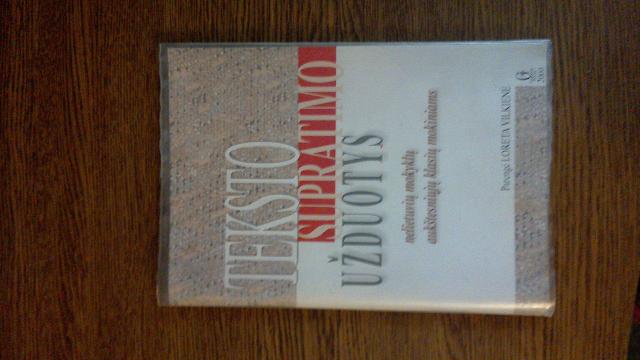 TEKSTO
SUPRATIMO
UŽDUOTYS
nelietuvių mokyklų
aukštesniųjų klasių mokiniams
Parengė LORETA VILKIENĖ
2000